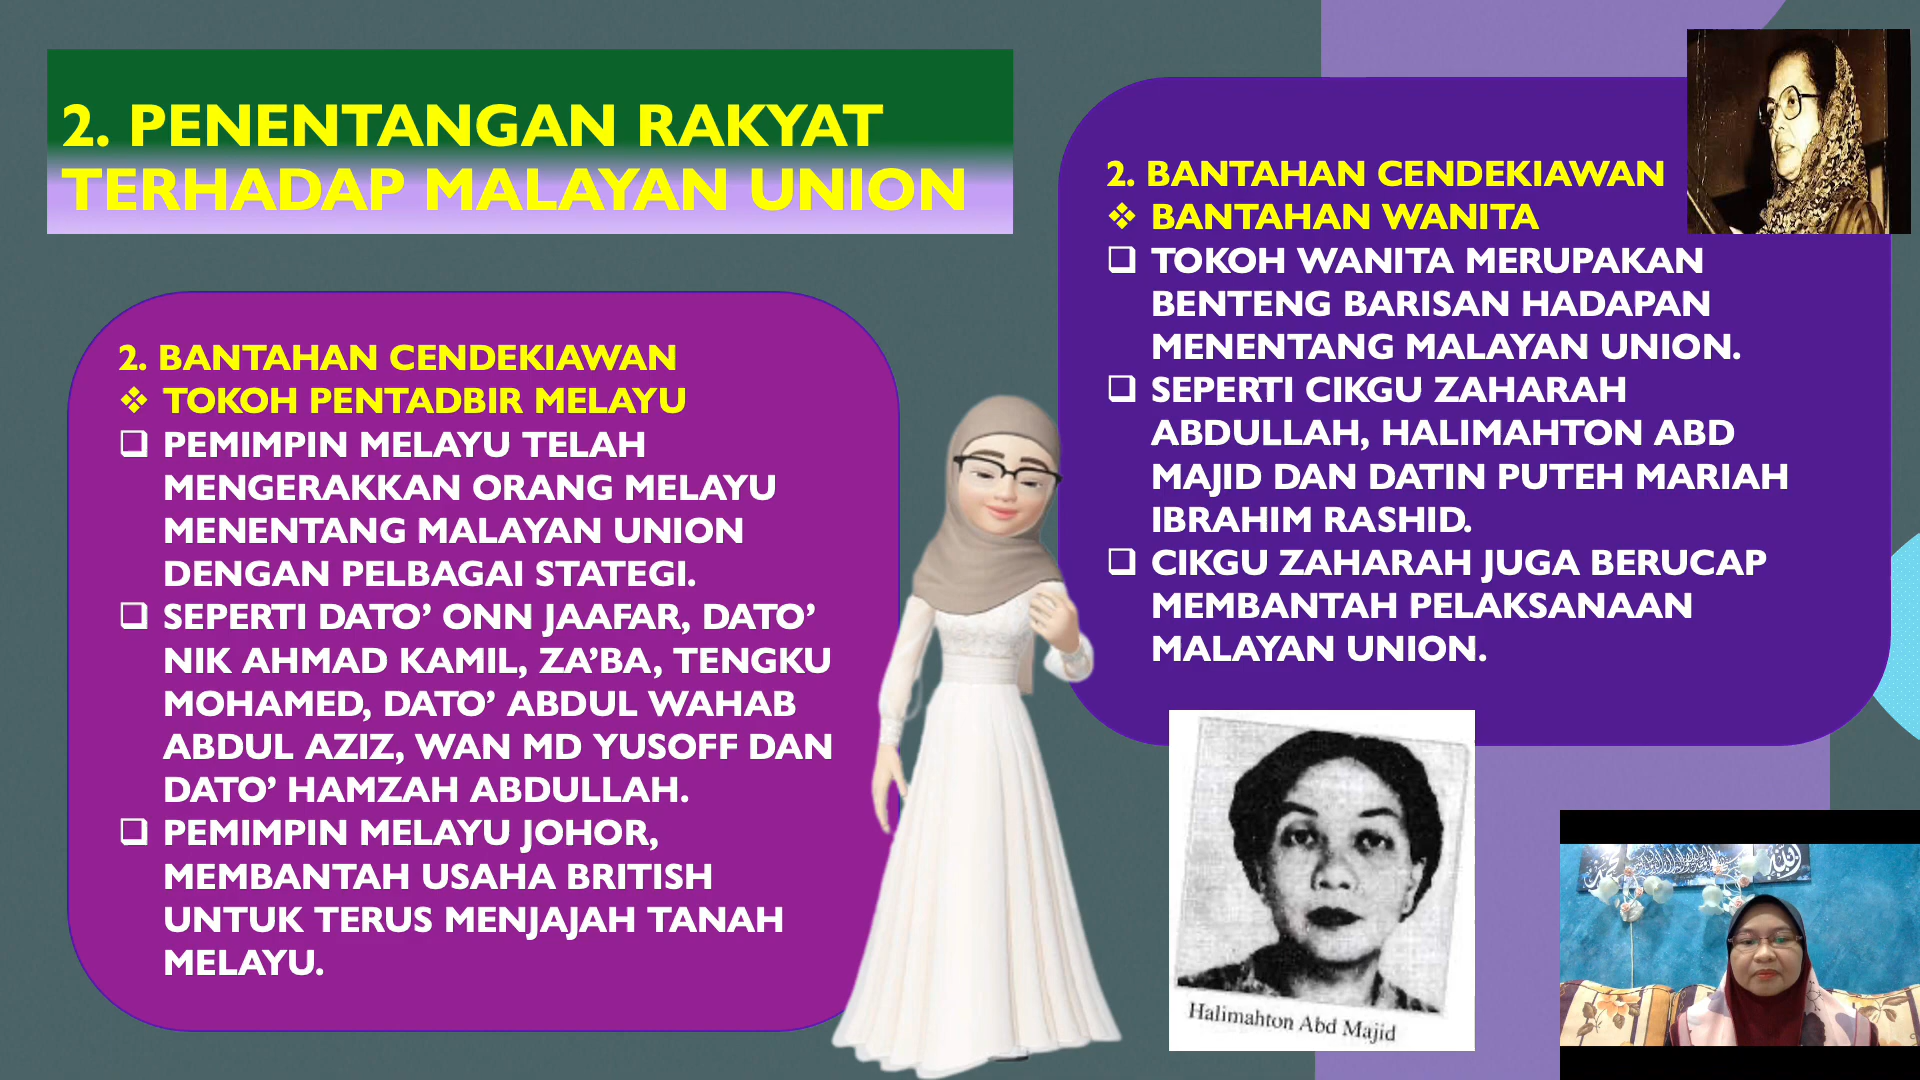 2. PENENTANGAN RAKYAT
TERHADAP MALAYAN UNION
2. BANTAHAN CENDEKIAWAN
❖ TOKOH PENTADBIR MELAYU
❑ PEMIMPIN MELAYU TELAH
MENGERAKKAN ORANG MELAYU
MENENTANG MALAYAN UNION
DENGAN PELBAGAI STATEGI.
❑ SEPERTI DATO’ ONN JAAFAR, DATO’
NIK AHMAD KAMIL, ZA’BA, TENGKU
MOHAMED, DATO’ ABDUL WAHAB
ABDUL AZIZ, WAN MD YUSOFF DAN
DATO’ HAMZAH ABDULLAH.
❑ PEMIMPIN MELAYU JOHOR,
MEMBANTAH USAHA BRITISH
UNTUK TERUS MENJAJAH TANAH
MELAYU.
2. BANTAHAN CENDEKIAWAN
❖ BANTAHAN WANITA
❑ TOKOH WANITA MERUPAKAN
BENTENG BARISAN HADAPAN
MENENTANG MALAYAN UNION.
❑ SEPERTI CIKGU ZAHARAH
ABDULLAH, HALIMAHTON ABD
MAJID DAN DATIN PUTEH MARIAH
IBRAHIM RASHID.
❑ CIKGU ZAHARAH JUGA BERUCAP
MEMBANTAH PELAKSANAAN
MALAYAN UNION.
Halimahton Abd Majid